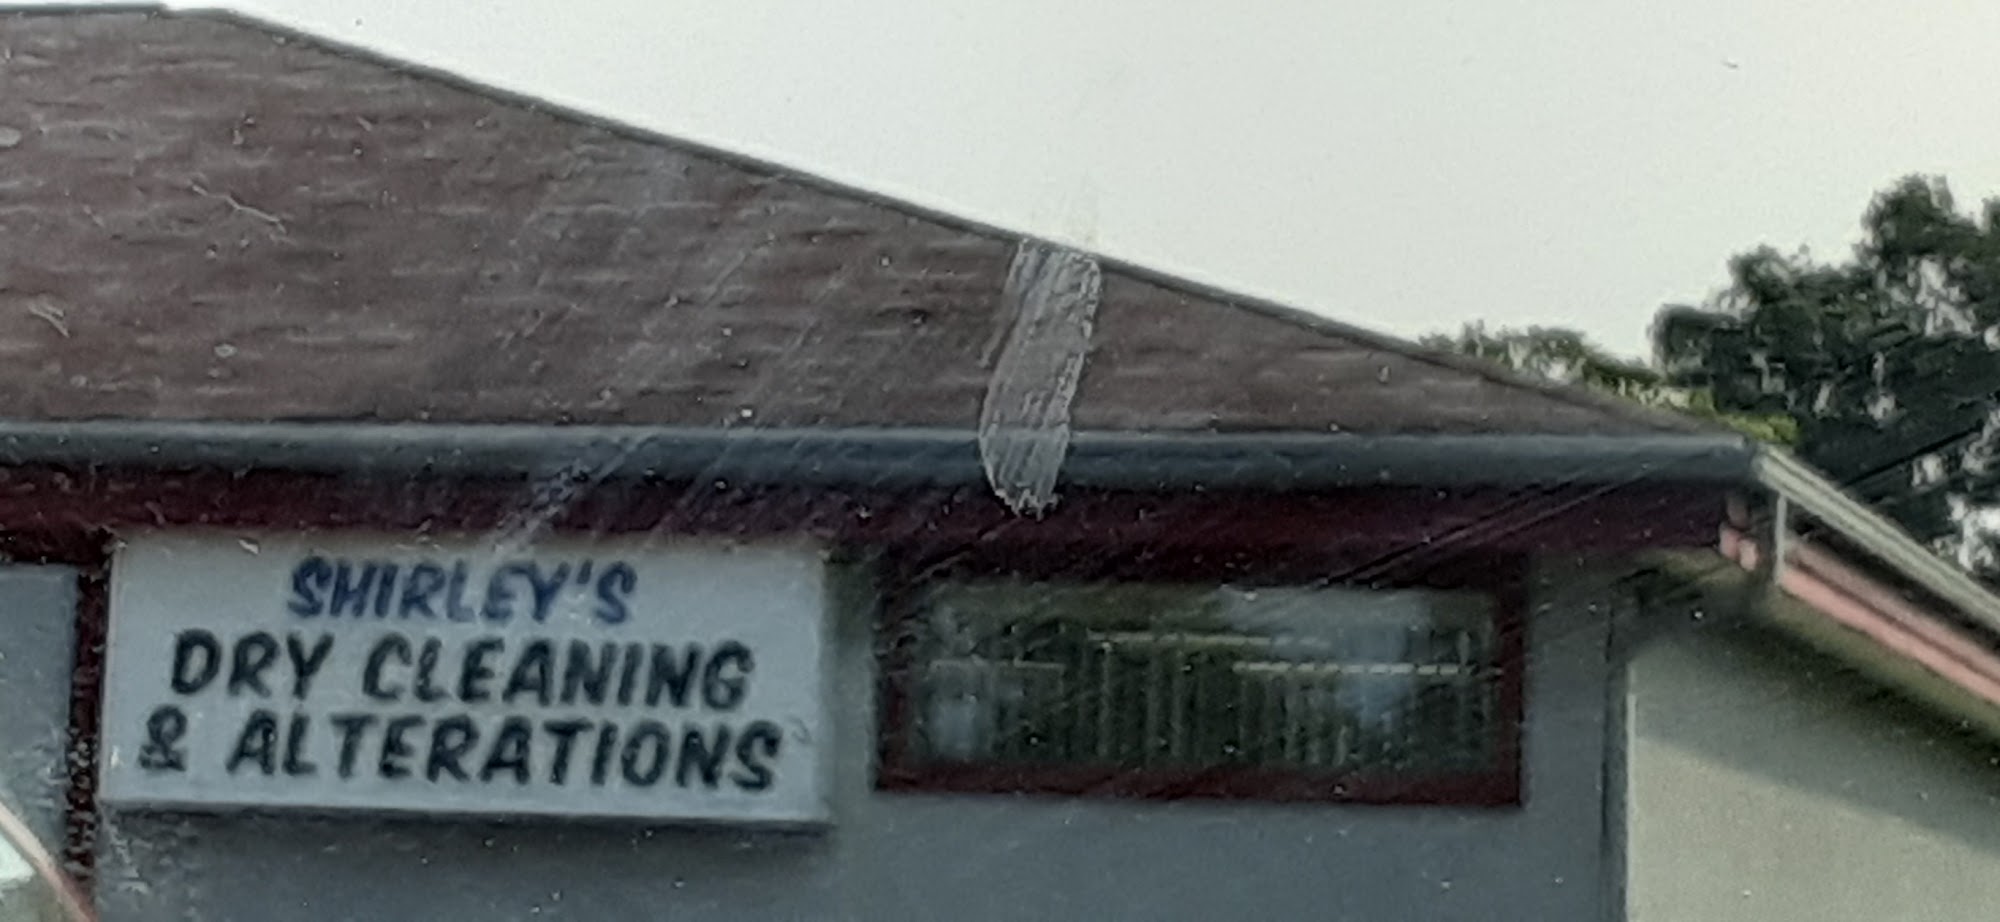 SHIRLEY'S
DRY CLEANING
& ALTERATIONS